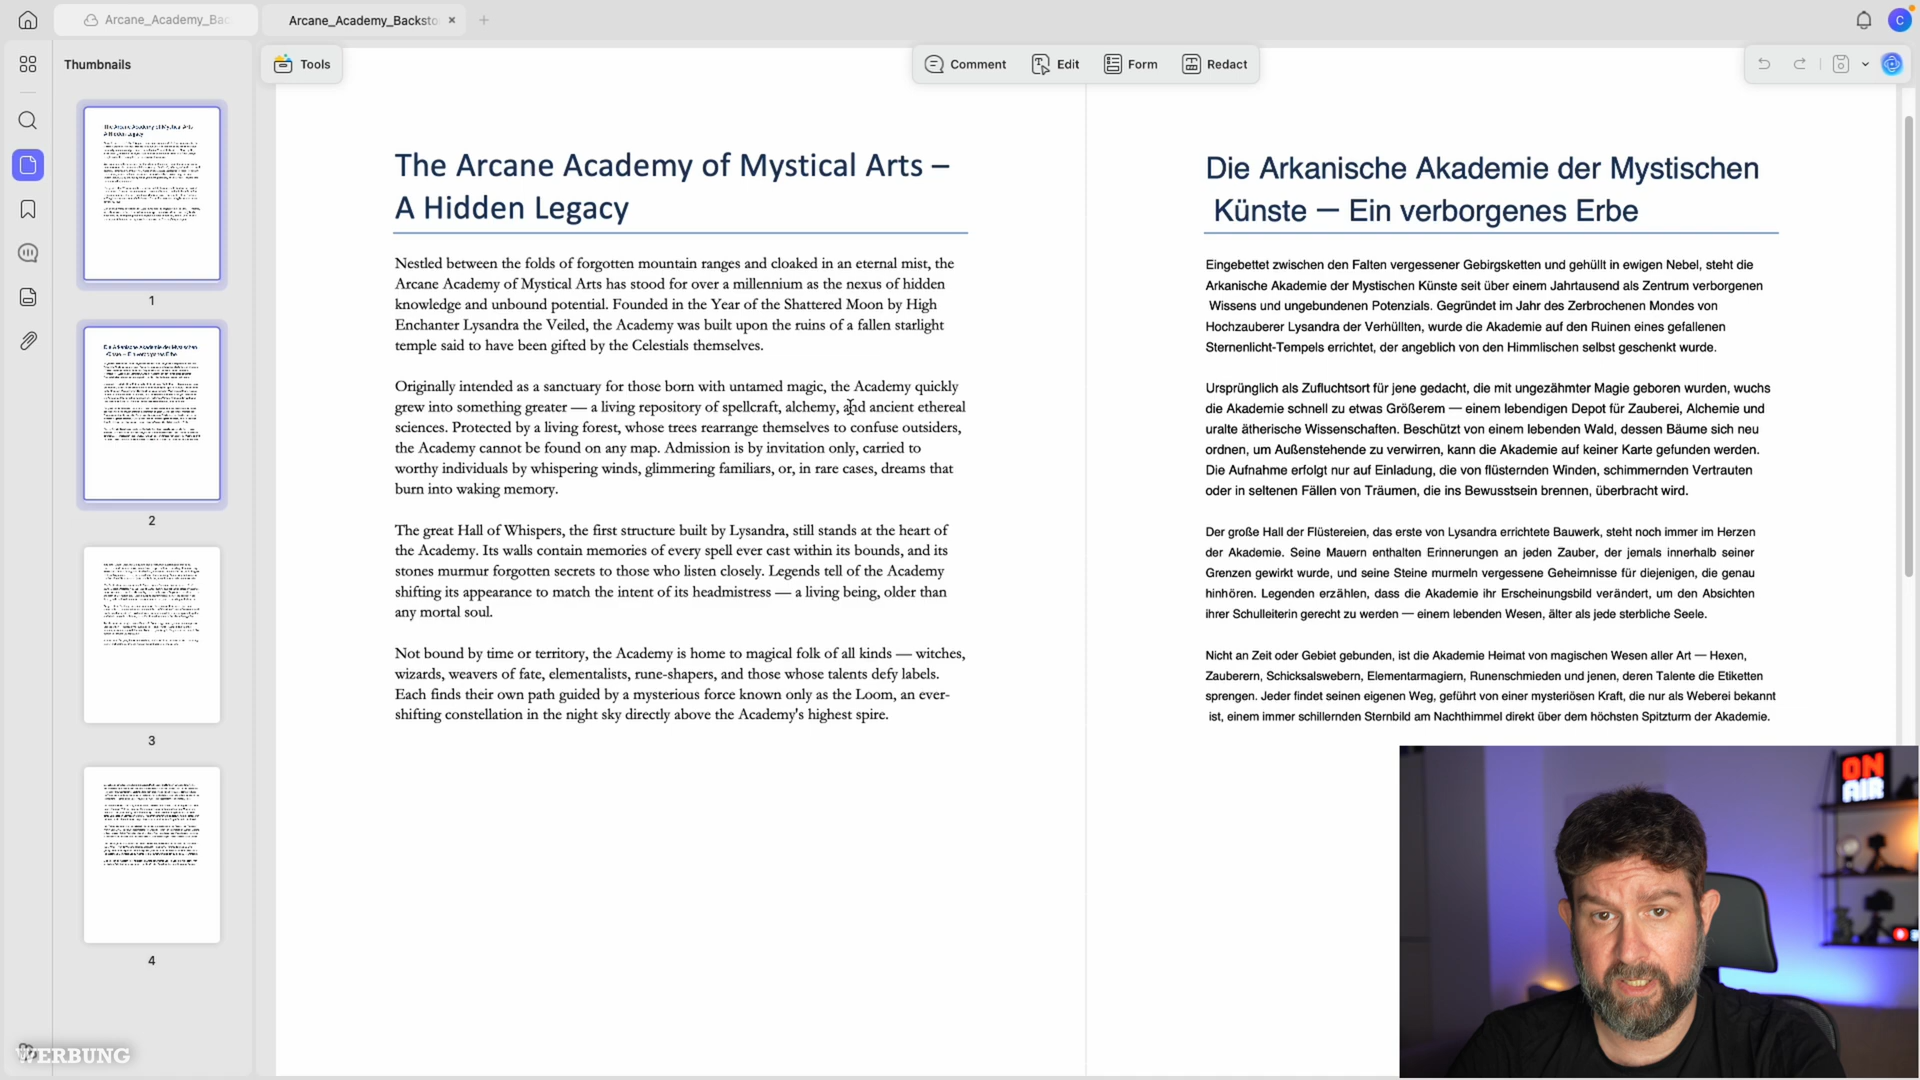 Arcane_Academy_Bac
Arcane_Academy_Backsto
C
Thumbnails
Tools
Comment
Edit
Form
Redact
1
2
3
4
The Arcane Academy of Mystical Arts –
A Hidden Legacy
Nestled between the folds of forgotten mountain ranges and cloaked in an eternal mist, the
Arcane Academy of Mystical Arts has stood for over a millennium as the nexus of hidden
knowledge and unbound potential. Founded in the Year of the Shattered Moon by High
Enchanter Lysandra the Veiled, the Academy was built upon the ruins of a fallen starlight
temple said to have been gifted by the Celestials themselves.
Originally intended as a sanctuary for those born with untamed magic, the Academy quickly
grew into something greater — a living repository of spellcraft, alchemy, and ancient ethereal
sciences. Protected by a living forest, whose trees rearrange themselves to confuse outsiders,
the Academy cannot be found on any map. Admission is by invitation only, carried to
worthy individuals by whispering winds, glimmering familiars, or, in rare cases, dreams that
burn into waking memory.
The great Hall of Whispers, the first structure built by Lysandra, still stands at the heart of
the Academy. Its walls contain memories of every spell ever cast within its bounds, and its
stones murmur forgotten secrets to those who listen closely. Legends tell of the Academy
shifting its appearance to match the intent of its headmistress — a living being, older than
any mortal soul.
Not bound by time or territory, the Academy is home to magical folk of all kinds — witches,
wizards, weavers of fate, elementalists, rune-shapers, and those whose talents defy labels.
Each finds their own path guided by a mysterious force known only as the Loom, an ever-
shifting constellation in the night sky directly above the Academy's highest spire.
Die Arkanische Akademie der Mystischen
Künste – Ein verborgenes Erbe
Eingebettet zwischen den Falten vergessener Gebirgsketten und gehüllt in ewigen Nebel, steht die
Arkanische Akademie der Mystischen Künste seit über einem Jahrtausend als Zentrum verborgenen
Wissens und ungebundenen Potenzials. Gegründet im Jahr des Zerbrochenen Mondes von
Hochzauberer Lysandra der Verhüllten, wurde die Akademie auf den Ruinen eines gefallenen
Sternenlicht-Tempels errichtet, der angeblich von den Himmlischen selbst geschenkt wurde.
Ursprünglich als Zufluchtsort für jene gedacht, die mit ungezähmter Magie geboren wurden, wuchs
die Akademie schnell zu etwas Größerem — einem lebendigen Depot für Zauberei, Alchemie und
uralte ätherische Wissenschaften. Beschützt von einem lebenden Wald, dessen Bäume sich neu
ordnen, um Außenstehende zu verwirren, kann die Akademie auf keiner Karte gefunden werden.
Die Aufnahme erfolgt nur auf Einladung, die von flüsternden Winden, schimmernden Vertrauten
oder in seltenen Fällen von Träumen, die ins Bewusstsein brennen, überbracht wird.
Der große Hall der Flüstereien, das erste von Lysandra errichtete Bauwerk, steht noch immer im Herzen
der Akademie. Seine Mauern enthalten Erinnerungen an jeden Zauber, der jemals innerhalb seiner
Grenzen gewirkt wurde, und seine Steine murmeln vergessene Geheimnisse für diejenigen, die genau
hinhören. Legenden erzählen, dass die Akademie ihr Erscheinungsbild verändert, um den Absichten
ihrer Schulleiterin gerecht zu werden — einem lebenden Wesen, älter als jede sterbliche Seele.
Nicht an Zeit oder Gebiet gebunden, ist die Akademie Heimat von magischen Wesen aller Art — Hexen,
Zauberern, Schicksalswebern, Elementarmagiern, Runenschmieden und jenen, deren Talente die Etiketten
sprengen. Jeder findet seinen eigenen Weg, geführt von einer mysteriösen Kraft, die nur als Weberei bekannt
ist, einem immer schillernden Sternbild am Nachthimmel direkt über dem höchsten Spitzturm der Akademie.
ON
AIR
WERBUNG